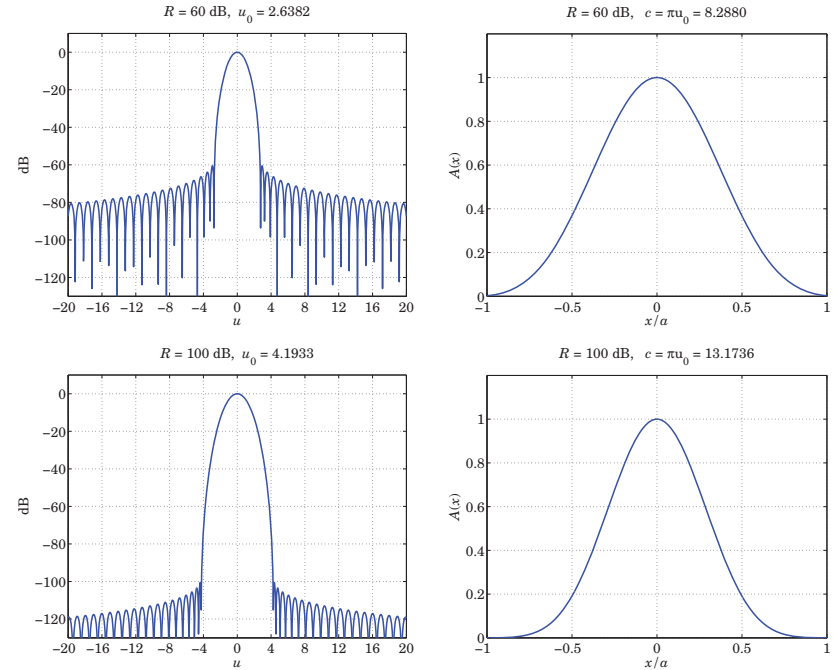 R = 60 dB, u₀ = 2.6382
0
−20
−40
−60
−80
−100
−120
dB
−20 −16 −12 −8 −4 0 4 8 12 16 20
u
R = 60 dB, c = πu₀ = 8.2880
1
0.8
0.6
0.4
0.2
0
A(x)
−1 −0.5 0 0.5 1
x/a
R = 100 dB, u₀ = 4.1933
0
−20
−40
−60
−80
−100
−120
dB
−20 −16 −12 −8 −4 0 4 8 12 16 20
u
R = 100 dB, c = πu₀ = 13.1736
1
0.8
0.6
0.4
0.2
0
A(x)
−1 −0.5 0 0.5 1
x/a